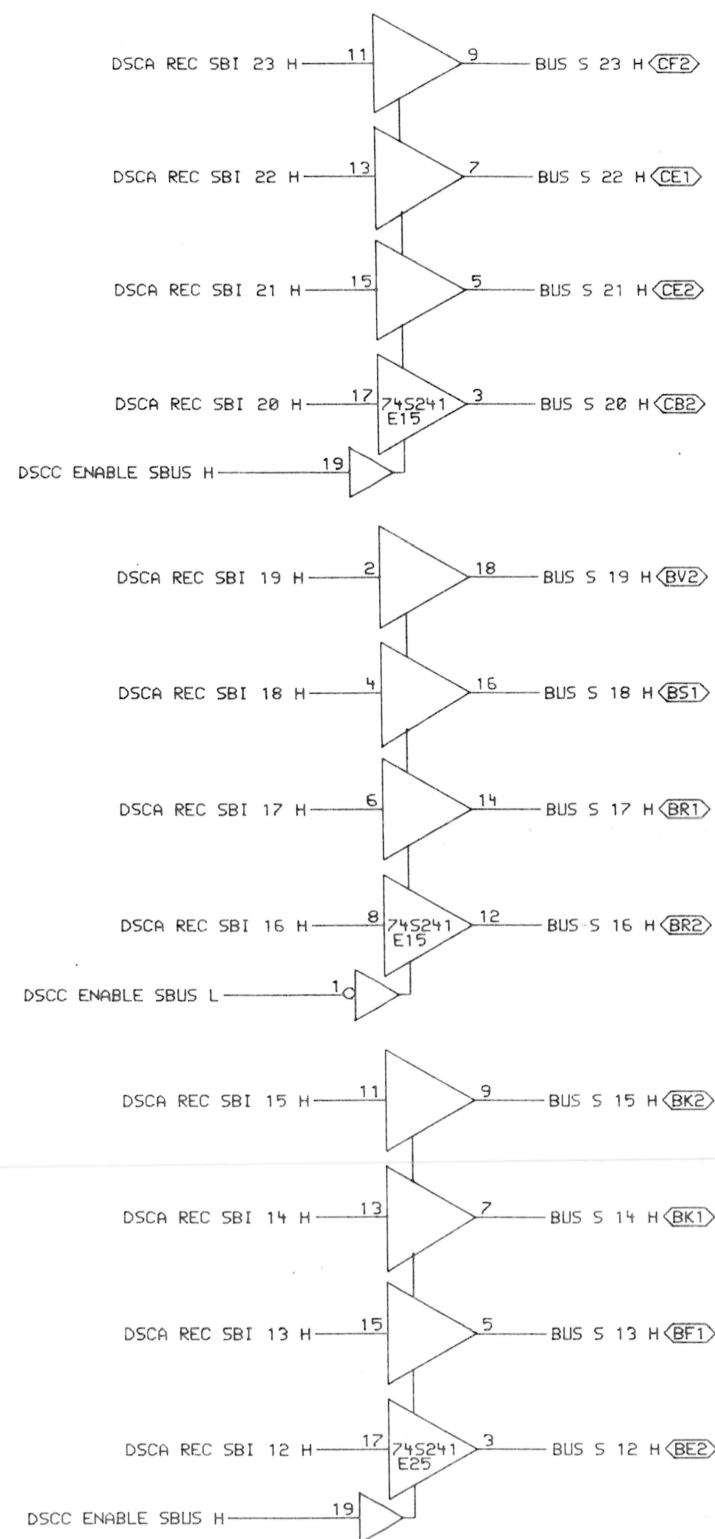 DSCA REC SBI 23 H 11 9 BUS S 23 H CF2
DSCA REC SBI 22 H 13 7 BUS S 22 H CE1
DSCA REC SBI 21 H 15 5 BUS S 21 H CE2
DSCA REC SBI 20 H 17 74S241 E15 3 BUS S 20 H CB2
DSCC ENABLE SBUS H 19
DSCA REC SBI 19 H 2 18 BUS S 19 H BV2
DSCA REC SBI 18 H 4 16 BUS S 18 H BS1
DSCA REC SBI 17 H 6 14 BUS S 17 H BR1
DSCA REC SBI 16 H 8 74S241 E15 12 BUS S 16 H BR2
DSCC ENABLE SBUS L 1
DSCA REC SBI 15 H 11 9 BUS S 15 H BK2
DSCA REC SBI 14 H 13 7 BUS S 14 H BK1
DSCA REC SBI 13 H 15 5 BUS S 13 H BF1
DSCA REC SBI 12 H 17 74S241 E25 3 BUS S 12 H BE2
DSCC ENABLE SBUS H 19